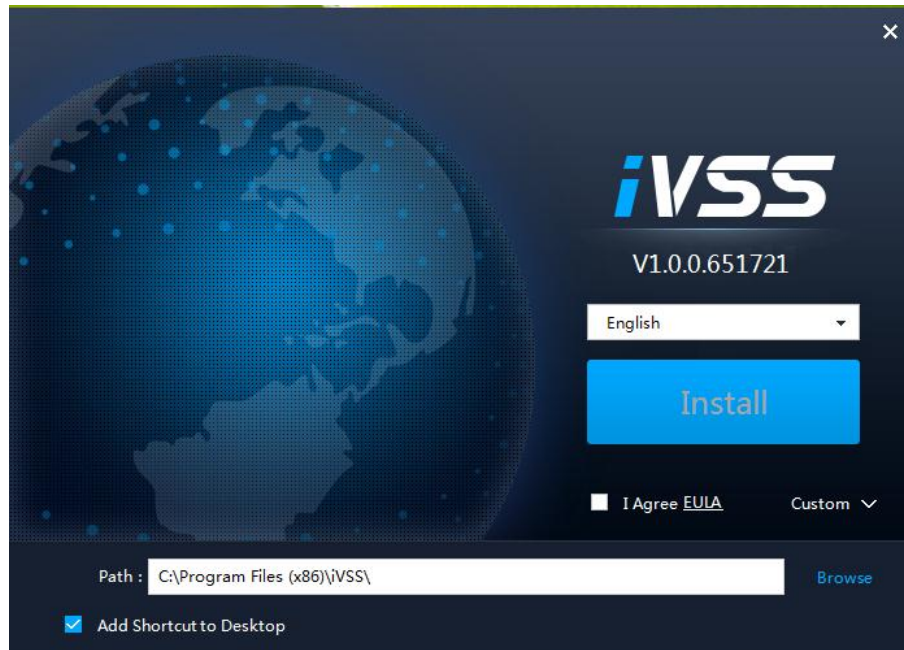 iVSS
V1.0.0.651721
English
Install
I Agree EULA
Custom
Path : C:\Program Files (x86)\iVSS\
Browse
Add Shortcut to Desktop